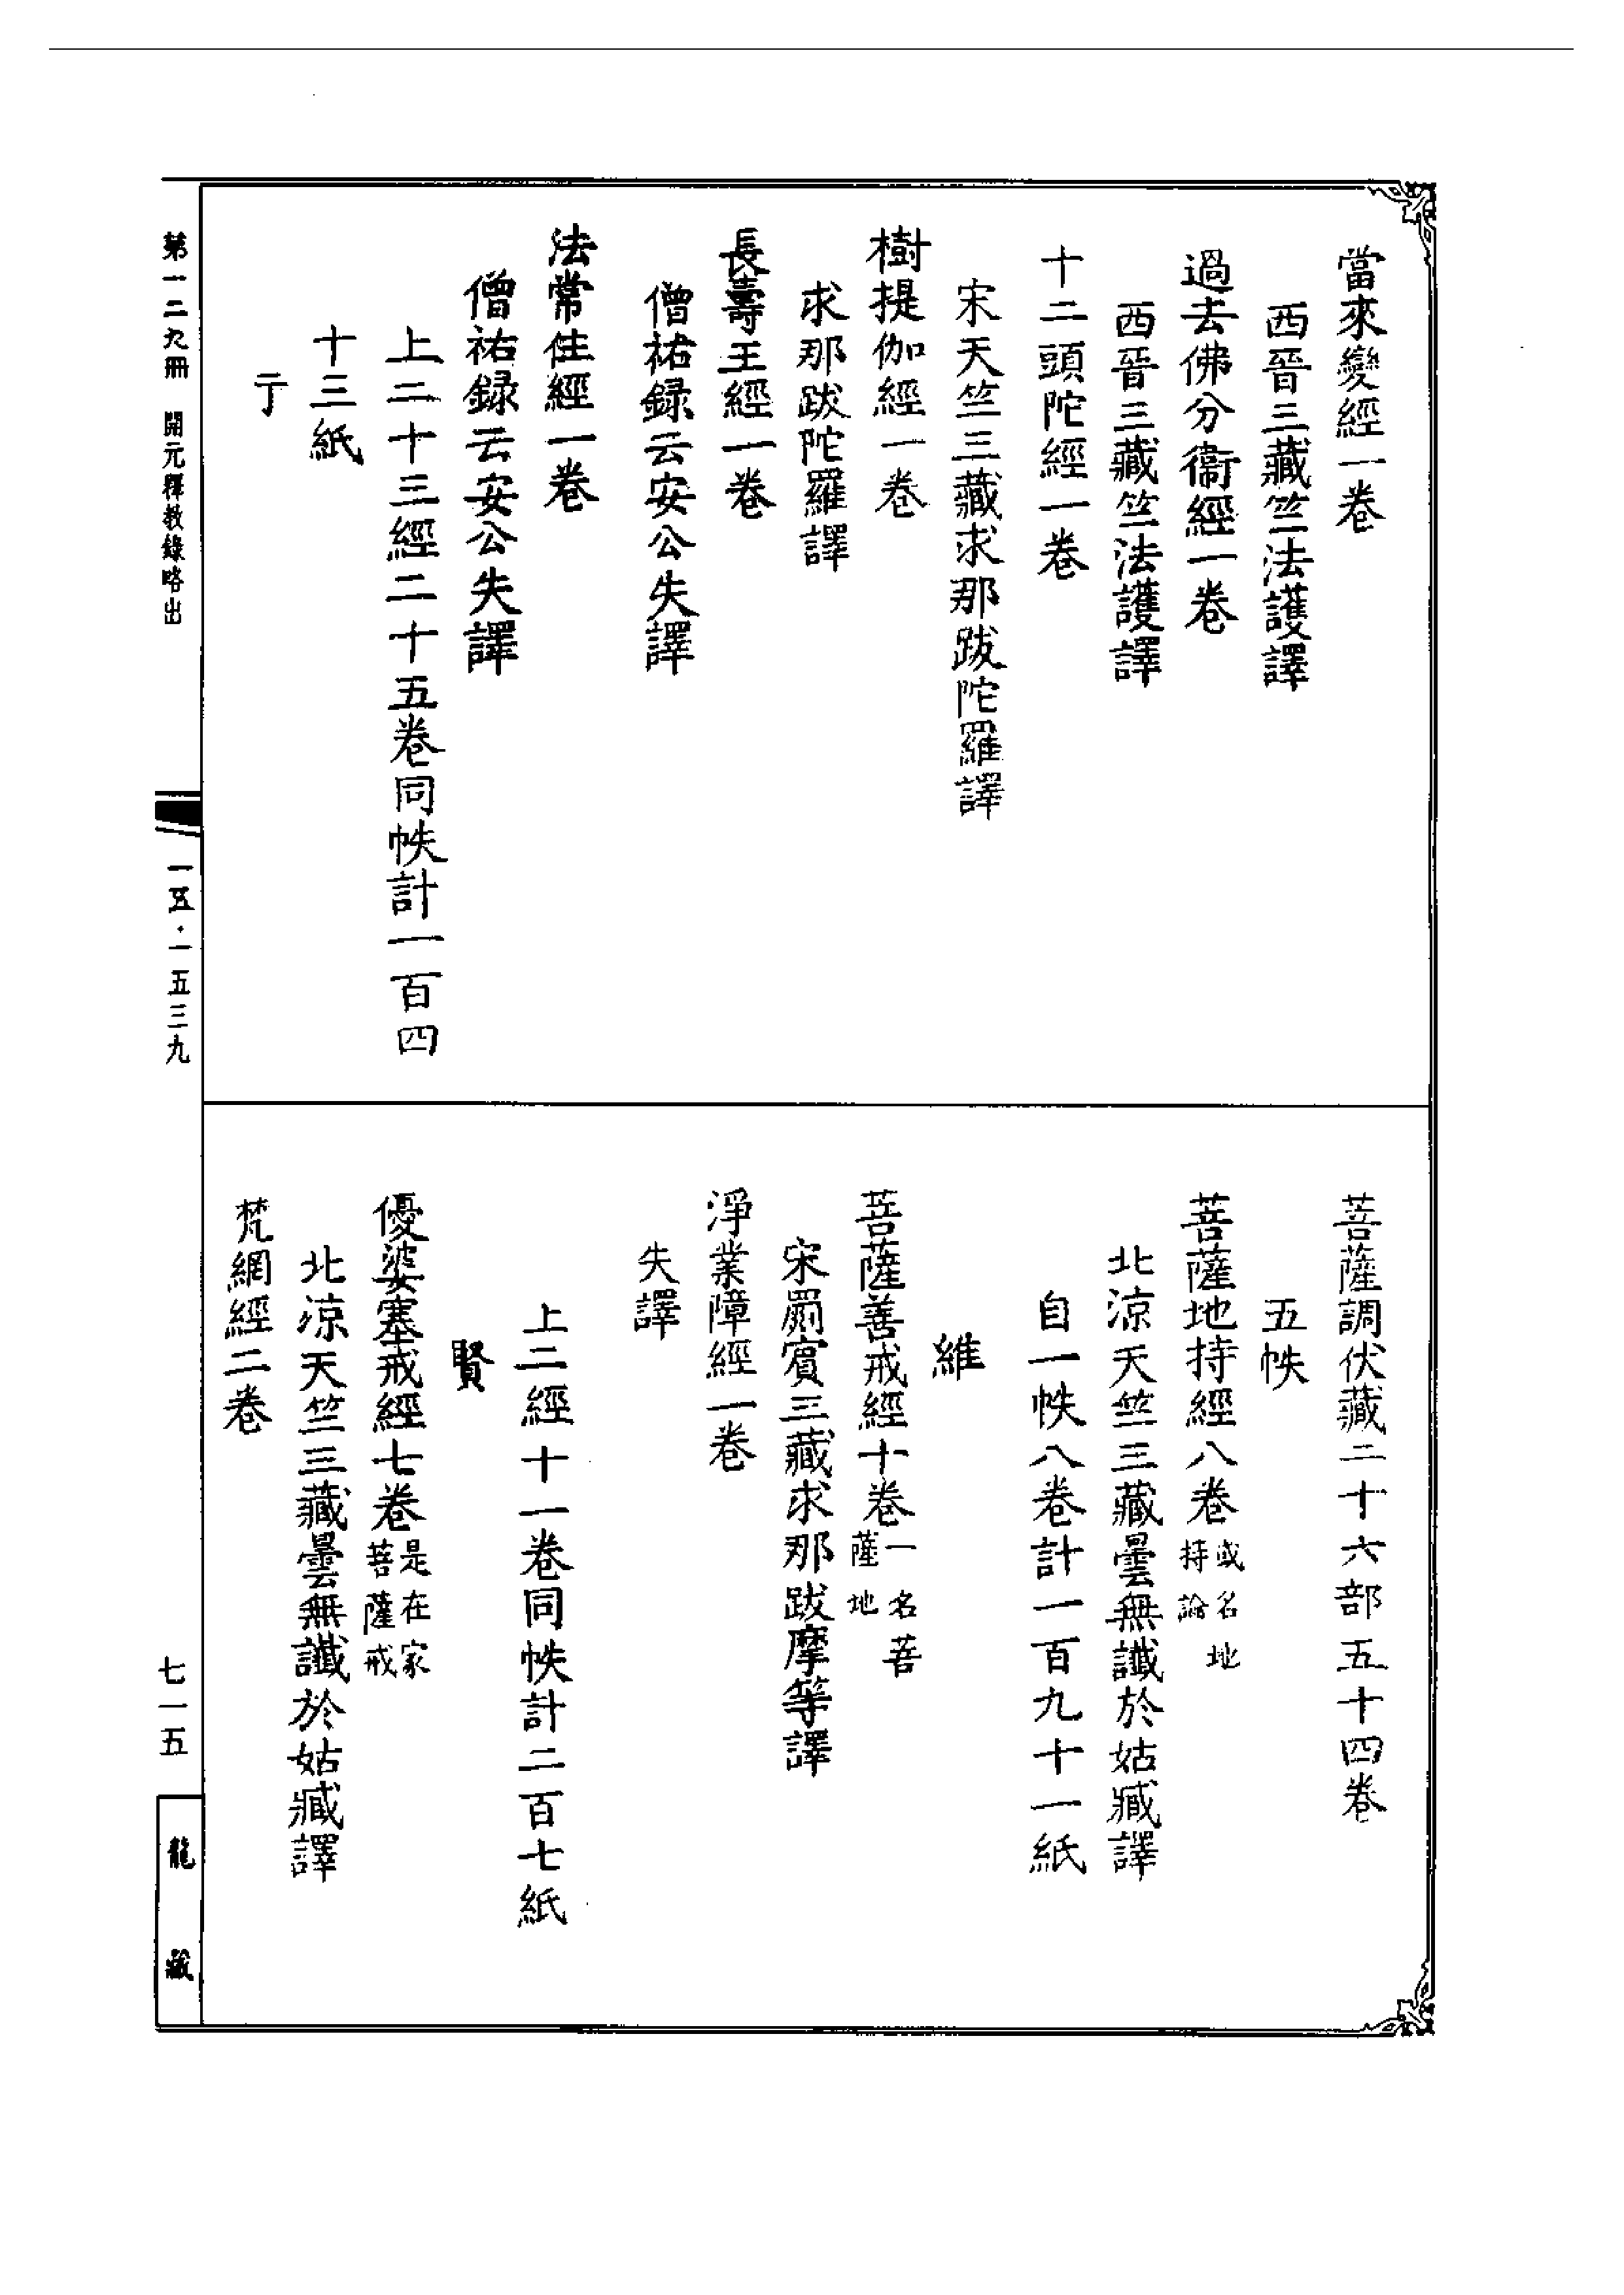 當來變經一卷
西晉三藏竺法護譯
過去佛分衞經一卷
西晉三藏竺法護譯
十二頭陀經一卷
宋天竺三藏求那跋陀羅譯
樹提伽經一卷
求那跋陀羅譯
長壽王經一卷
僧祐録云安公失譯
法常住經一卷
僧祐録云安公失譯
上二十三經二十五卷同帙計一百四
十三紙
亍
菩薩調伏藏二十六部五十四卷
五帙
菩薩地持經八卷或名地持論
北涼天竺三藏曇無讖於姑臧譯
自一帙八卷計一百九十一紙
維
菩薩善戒經十卷一名菩薩地
宋罽賓三藏求那跋摩等譯
淨業障經一卷
失譯
上二經十一卷同帙計二百七紙
賢
優婆塞戒經七卷是在家菩薩戒
北涼天竺三藏曇無讖於姑臧譯
梵網經二卷
第一二九冊 開元釋教錄略出
一五·一五三九
七一五
龍藏